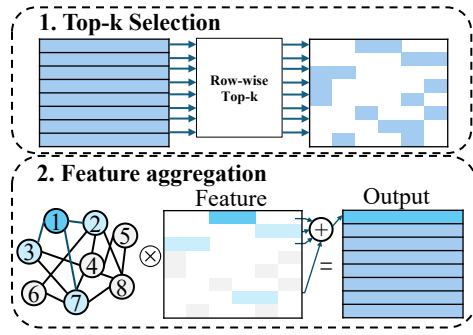 1. Top-k Selection
Row-wise
Top-k
2. Feature aggregation
Feature
Output
1
2
3
5
4
6
7
8
⊗
+
=